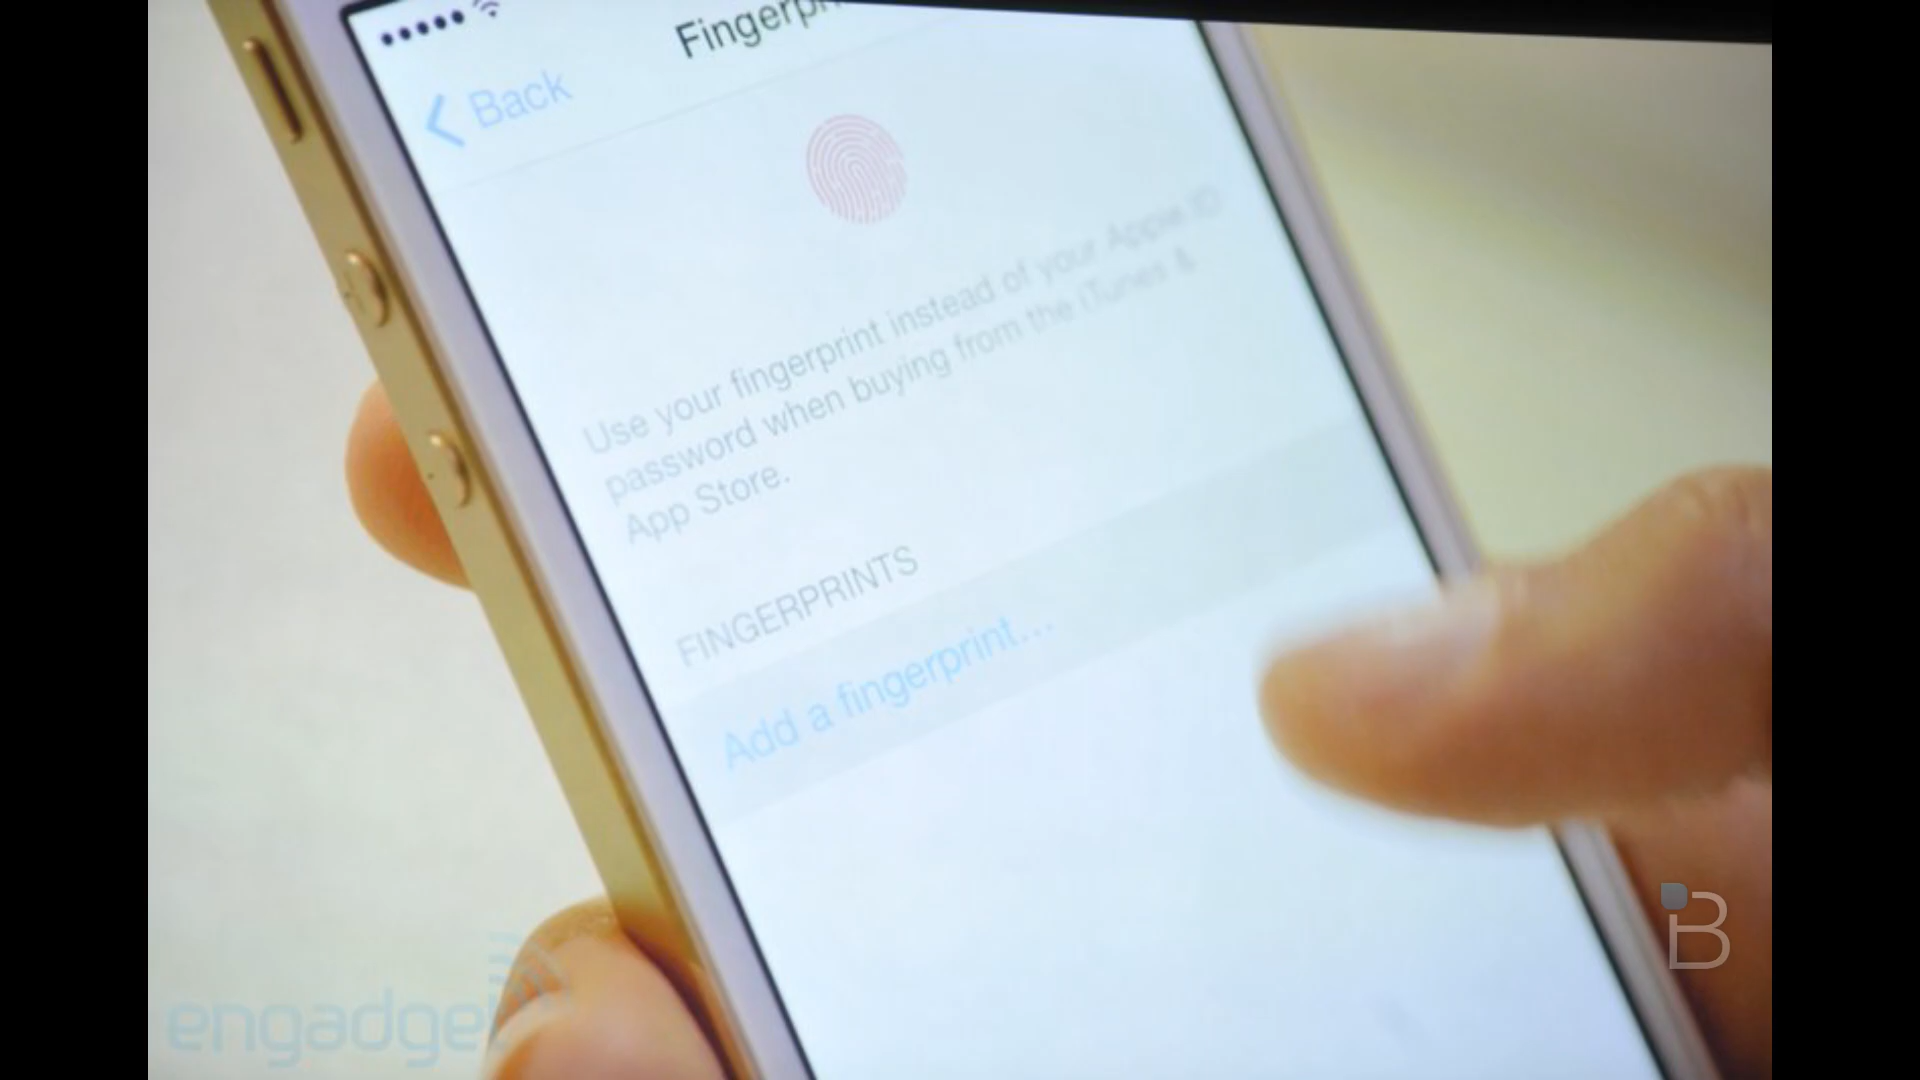 Fingerpr
Back
Use your fingerprint instead of your Apple ID
password when buying from the iTunes &
App Store.
FINGERPRINTS
Add a fingerprint...
engadget
B